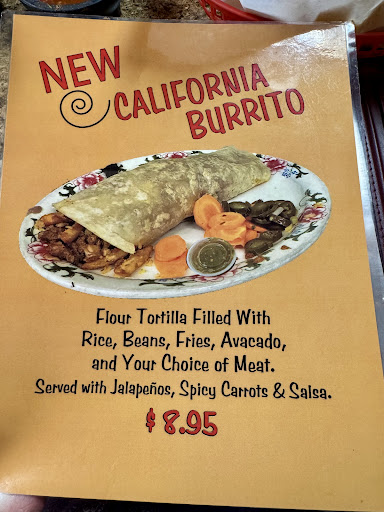 NEW
CALIFORNIA
BURRITO
Flour Tortilla Filled With
Rice, Beans, Fries, Avacado,
and Your Choice of Meat.
Served with Jalapeños, Spicy Carrots & Salsa.
$ 8.95